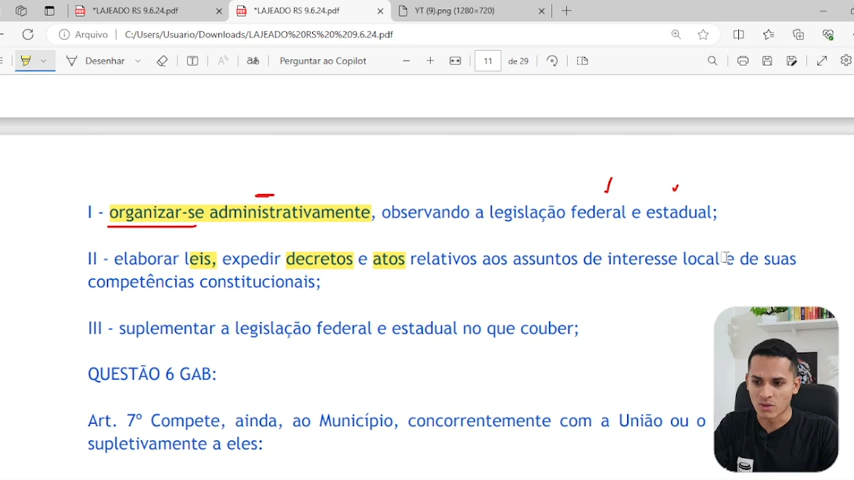 *LAJEADO RS 9.6.24.pdf
*LAJEADO RS 9.6.24.pdf
YT (9).png (1280×720)
Arquivo
C:/Users/Usuario/Downloads/LAJEADO%20RS%20%209.6.24.pdf
Desenhar
Perguntar ao Copilot
11
de 29
I - organizar-se administrativamente, observando a legislação federal e estadual;
II - elaborar leis, expedir decretos e atos relativos aos assuntos de interesse local e de suas
competências constitucionais;
III - suplementar a legislação federal e estadual no que couber;
QUESTÃO 6 GAB:
Art. 7º Compete, ainda, ao Município, concorrentemente com a União ou o
supletivamente a eles: